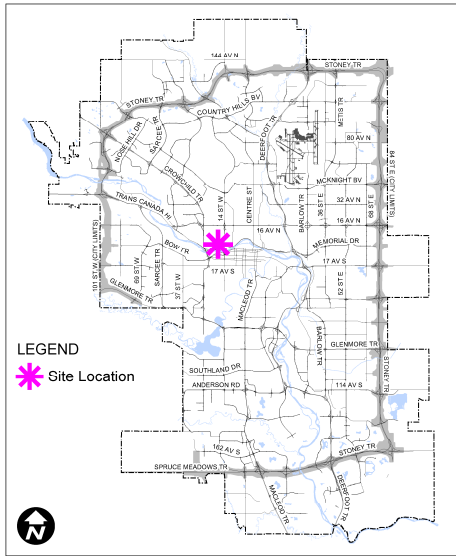 144 AV N
STONEY TR
STONEY TR
COUNTRY HILLS BV
METIS TR
NOSE HILL DR
SARCEE TR
DEERFOOT TR
80 AV N
CROWCHILD TR
MCKNIGHT BV
84 ST E (CITY LIMITS)
TRANS CANADA HI
14 ST W
CENTRE ST
BARLOW TR
36 ST E
32 AV N
68 ST E
16 AV N
16 AV N
101 ST W (CITY LIMITS)
BOW TR
MEMORIAL DR
69 ST W
SARCEE TR
37 ST W
17 AV S
17 AV S
52 ST E
GLENMORE TR
MACLEOD TR
BARLOW TR
GLENMORE TR
LEGEND
Site Location
SOUTHLAND DR
ANDERSON RD
114 AV S
STONEY TR
162 AV S
STONEY TR
SPRUCE MEADOWS TR
MACLEOD TR
DEERFOOT TR
N